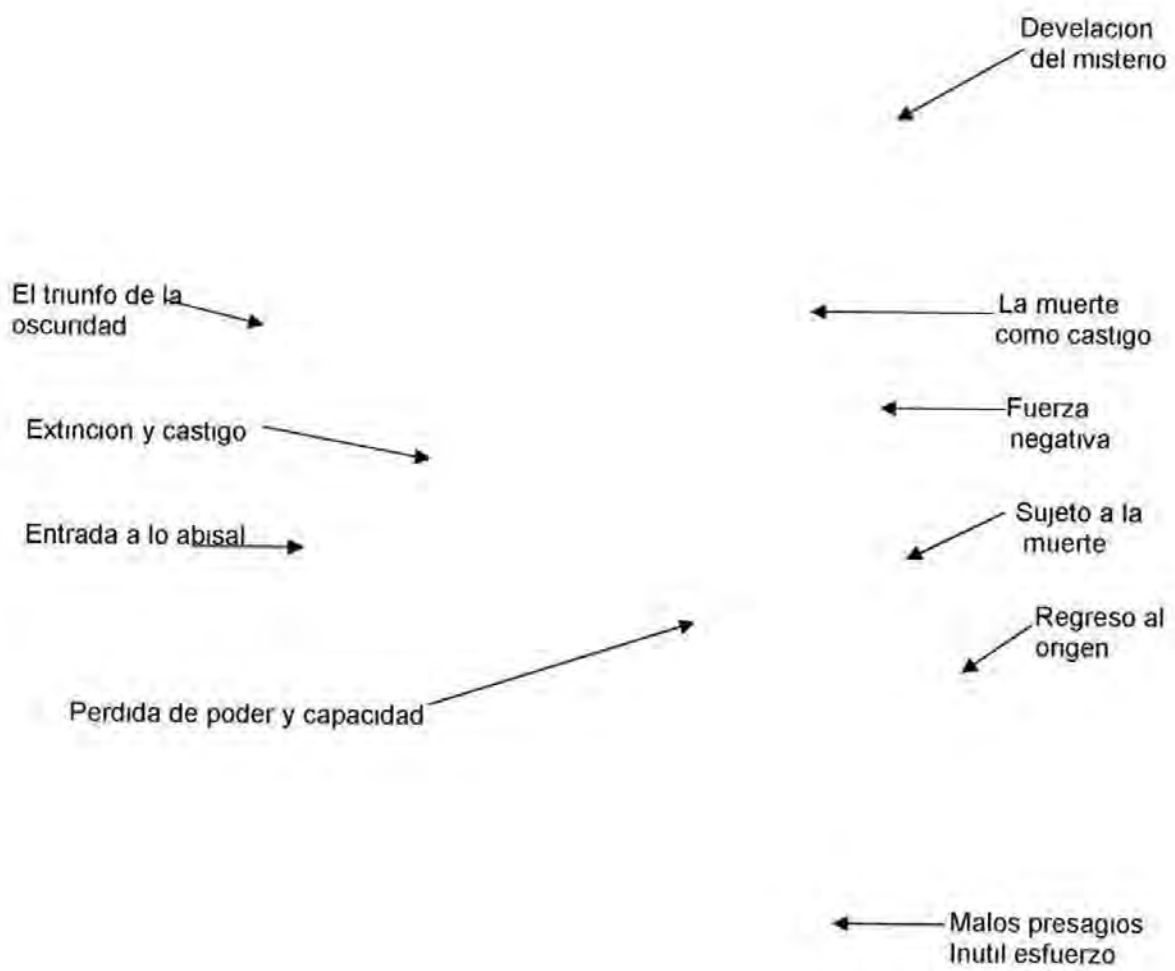 Develacion
del misterio
El triunfo de la
oscuridad
La muerte
como castigo
Extincion y castigo
Fuerza
negativa
Entrada a lo abisal
Sujeto a la
muerte
Regreso al
origen
Perdida de poder y capacidad
Malos presagios
Inutil esfuerzo